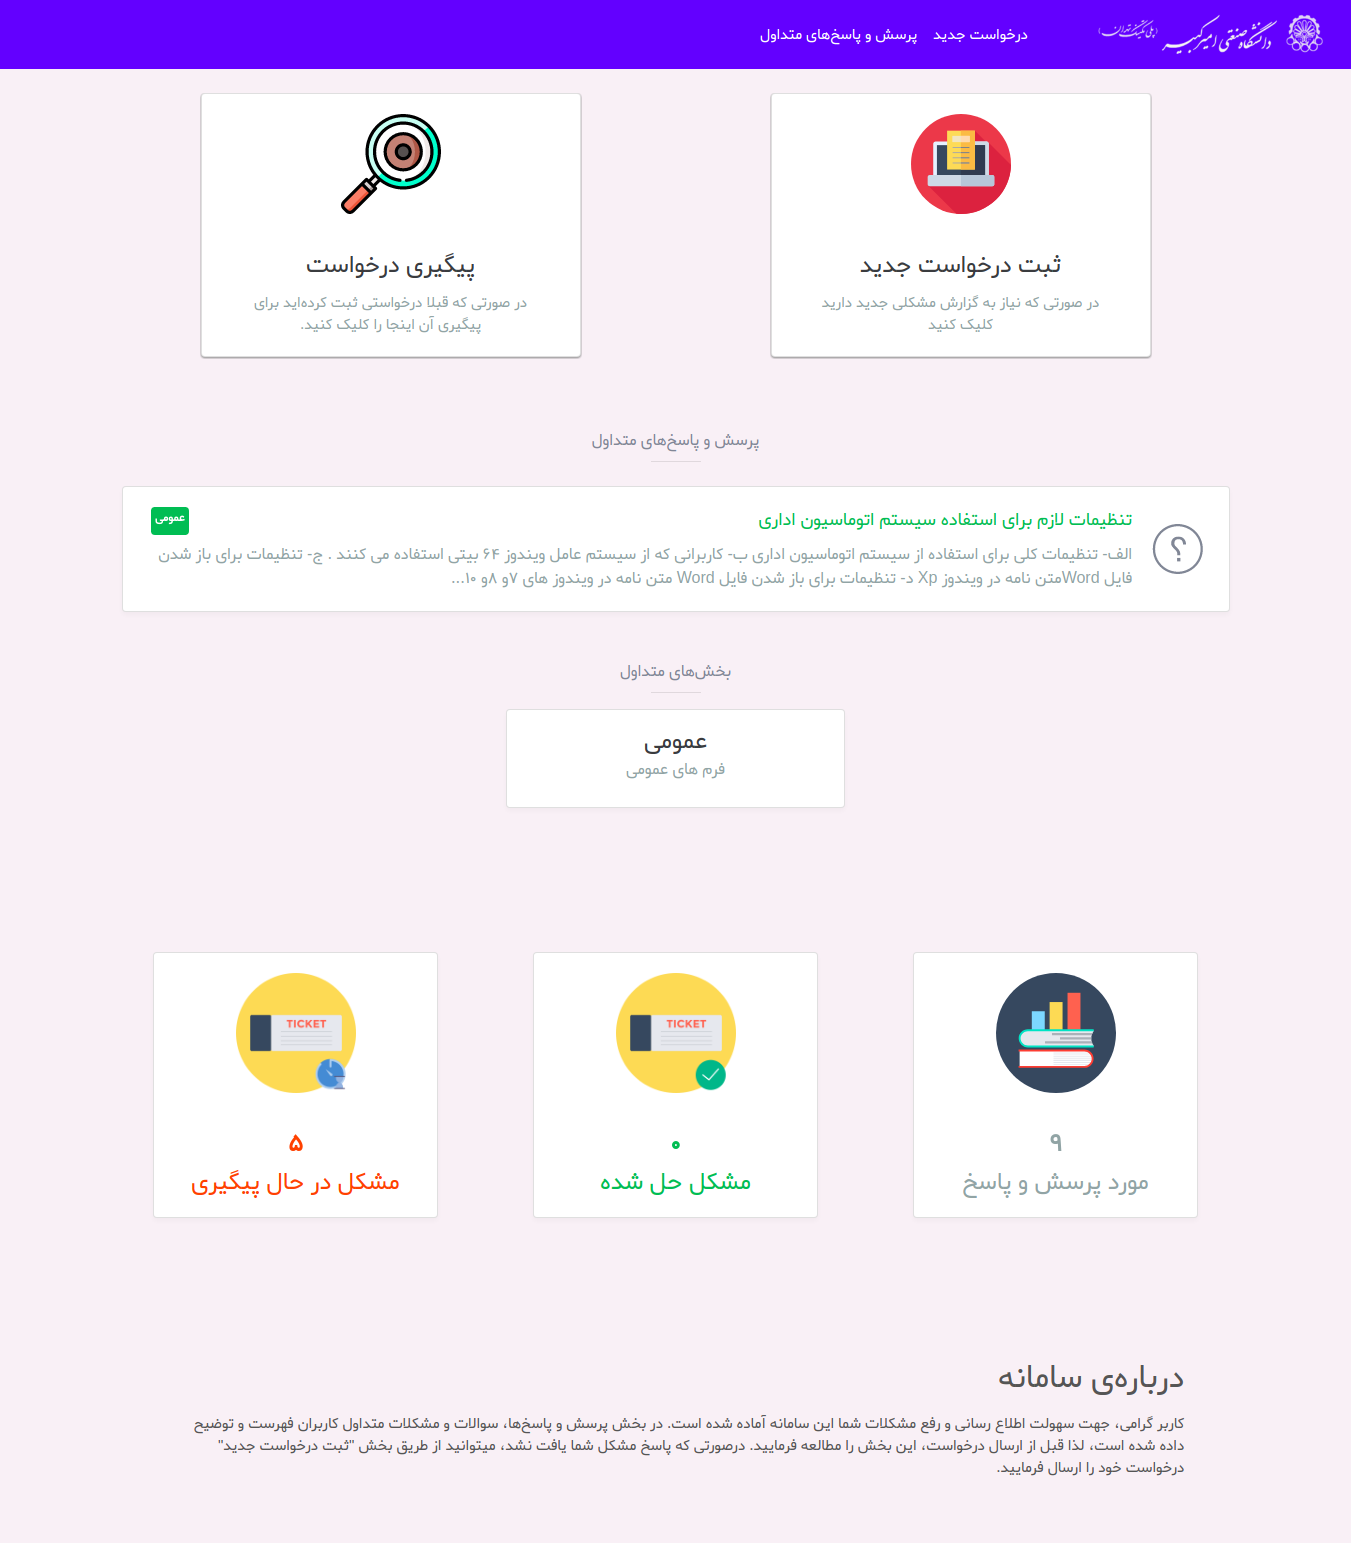 دانشگاه صنعتی امیرکبیر
(پلی تکنیک تهران)
درخواست جدید
پرسش و پاسخ‌های متداول
ثبت درخواست جدید
در صورتی که نیاز به گزارش مشکلی جدید دارید
کلیک کنید
پیگیری درخواست
در صورتی که قبلا درخواستی ثبت کرده‌اید برای
پیگیری آن اینجا را کلیک کنید.
پرسش و پاسخ‌های متداول
تنظیمات لازم برای استفاده سیستم اتوماسیون اداری
عمومی
الف- تنظیمات کلی برای استفاده از سیستم اتوماسیون اداری ب- کاربرانی که از سیستم عامل ویندوز ۶۴ بیتی استفاده می کنند . ج- تنظیمات برای باز شدن
فایل Wordمتن نامه در ویندوز Xp د- تنظیمات برای باز شدن فایل Word متن نامه در ویندوز های ۷و ۸و ۱۰...
بخش‌های متداول
عمومی
فرم های عمومی
۹
مورد پرسش و پاسخ
TICKET
۰
مشکل حل شده
TICKET
۵
مشکل در حال پیگیری
درباره‌ی سامانه
کاربر گرامی، جهت سهولت اطلاع رسانی و رفع مشکلات شما این سامانه آماده شده است. در بخش پرسش و پاسخ‌ها، سوالات و مشکلات متداول کاربران فهرست و توضیح
داده شده است، لذا قبل از ارسال درخواست، این بخش را مطالعه فرمایید. درصورتی که پاسخ مشکل شما یافت نشد، میتوانید از طریق بخش "ثبت درخواست جدید"
درخواست خود را ارسال فرمایید.